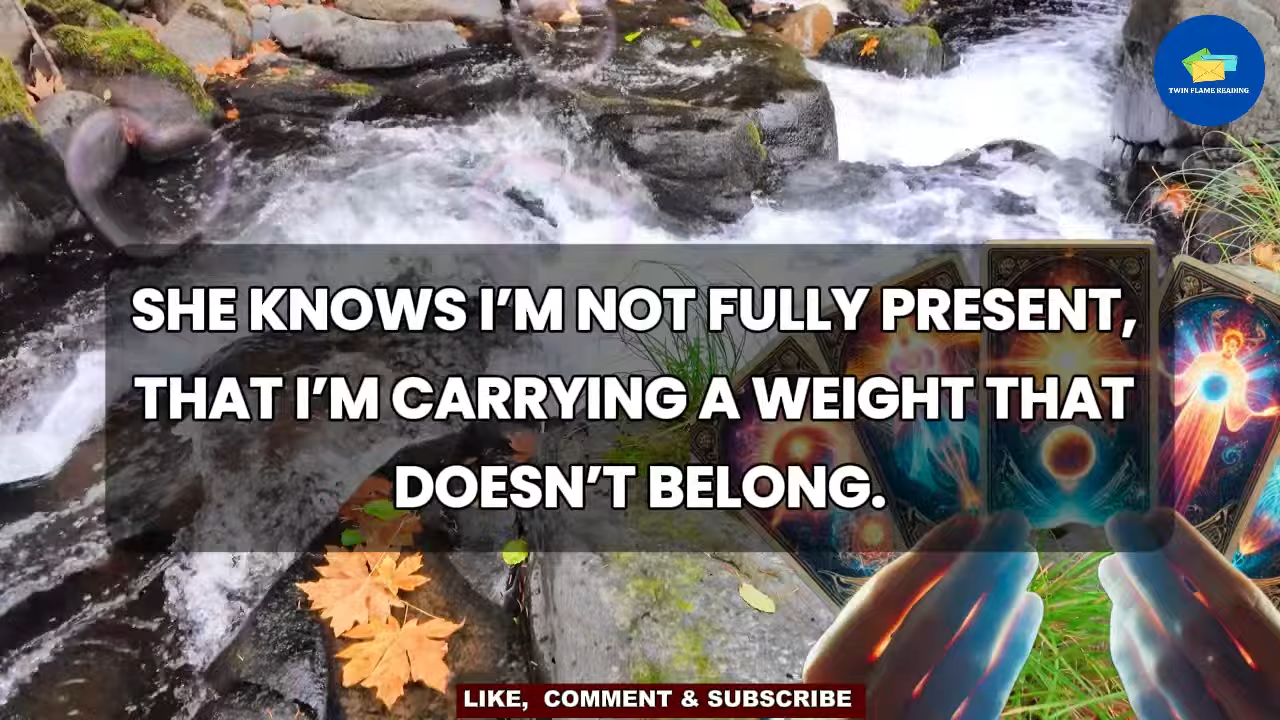 TWIN FLAME READING
SHE KNOWS I’M NOT FULLY PRESENT,
THAT I’M CARRYING A WEIGHT THAT
DOESN’T BELONG.
LIKE, COMMENT & SUBSCRIBE